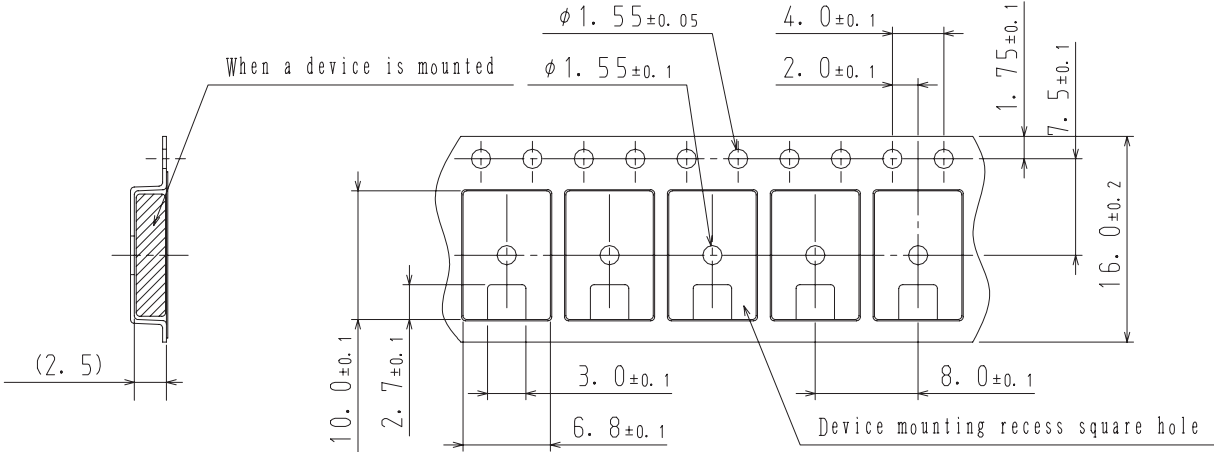 φ1.55±0.05
4.0±0.1
1.75±0.1
When a device is mounted
φ1.55±0.1
2.0±0.1
7.5±0.1
16.0±0.2
(2.5)
10.0±0.1
2.7±0.1
3.0±0.1
8.0±0.1
6.8±0.1
Device mounting recess square hole